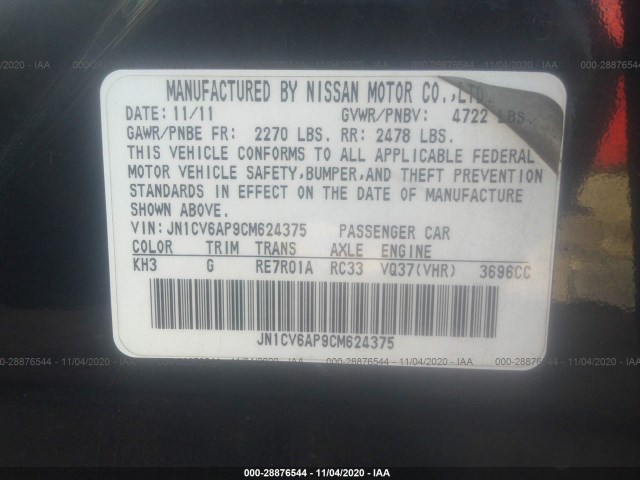 MANUFACTURED BY NISSAN MOTOR CO.,LTD.
DATE: 11/11 GVWR/PNBV: 4722 LBS.
GAWR/PNBE FR: 2270 LBS. RR: 2478 LBS.
THIS VEHICLE CONFORMS TO ALL APPLICABLE FEDERAL
MOTOR VEHICLE SAFETY,BUMPER,AND THEFT PREVENTION
STANDARDS IN EFFECT ON THE DATE OF MANUFACTURE
SHOWN ABOVE.
VIN:JN1CV6AP9CM624375 PASSENGER CAR
COLOR TRIM TRANS AXLE ENGINE
KH3 G RE7R01A RC33 VQ37(VHR) 3696CC
JN1CV6AP9CM624375
000-28876544 - 11/04/2020 - IAA